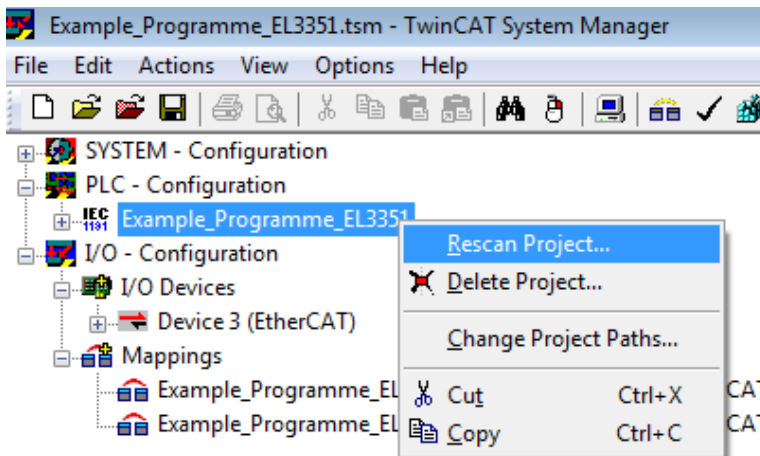 Example_Programme_EL3351.tsm - TwinCAT System Manager
File Edit Actions View Options Help
SYSTEM - Configuration
PLC - Configuration
IEC 1131 Example_Programme_EL3351
Rescan Project...
I/O - Configuration
Delete Project...
I/O Devices
Device 3 (EtherCAT)
Change Project Paths...
Mappings
Example_Programme_EL
Cut Ctrl+X
CAT
Example_Programme_EL
Copy Ctrl+C
CAT